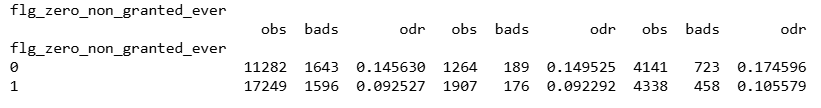 flg_zero_non_granted_ever
obs bads odr obs bads odr obs bads odr
flg_zero_non_granted_ever
0 11282 1643 0.145630 1264 189 0.149525 4141 723 0.174596
1 17249 1596 0.092527 1907 176 0.092292 4338 458 0.105579